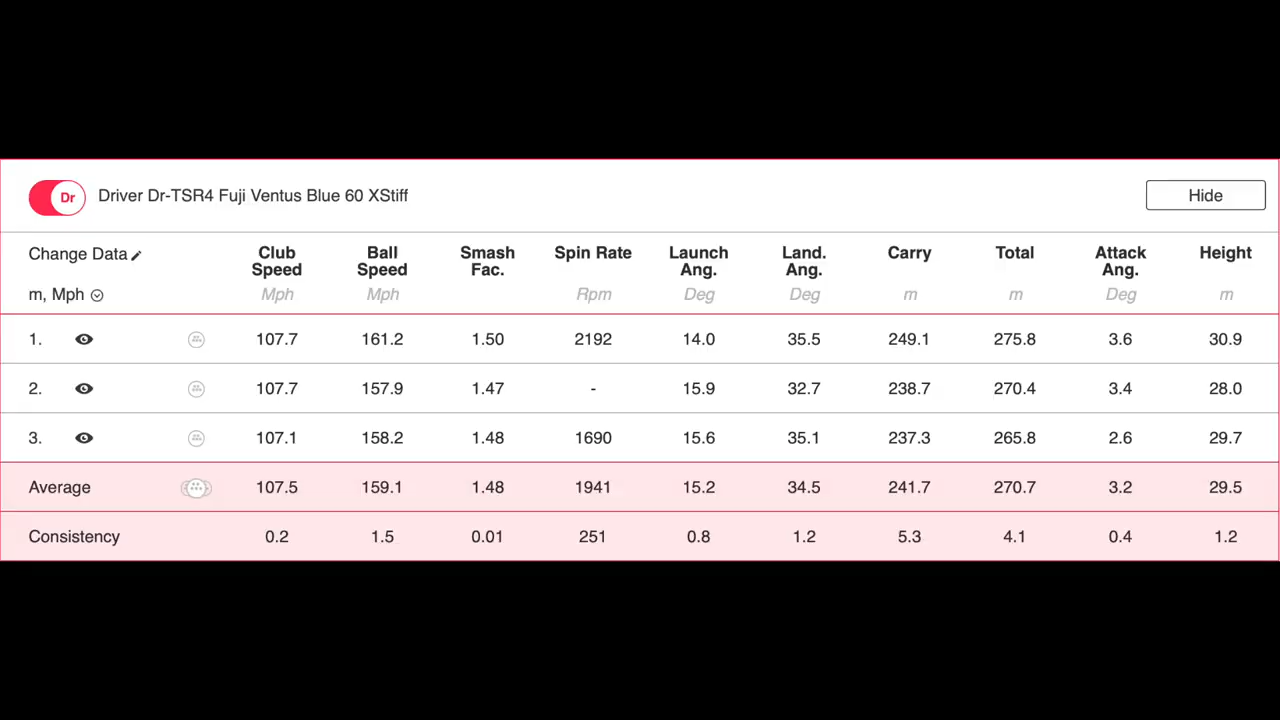 Dr Driver Dr-TSR4 Fuji Ventus Blue 60 XStiff Hide
Change Data Club Speed Ball Speed Smash Fac. Spin Rate Launch Ang. Land. Ang. Carry Total Attack Ang. Height
m, Mph Mph Mph Rpm Deg Deg m m Deg m
1. 107.7 161.2 1.50 2192 14.0 35.5 249.1 275.8 3.6 30.9
2. 107.7 157.9 1.47 - 15.9 32.7 238.7 270.4 3.4 28.0
3. 107.1 158.2 1.48 1690 15.6 35.1 237.3 265.8 2.6 29.7
Average 107.5 159.1 1.48 1941 15.2 34.5 241.7 270.7 3.2 29.5
Consistency 0.2 1.5 0.01 251 0.8 1.2 5.3 4.1 0.4 1.2